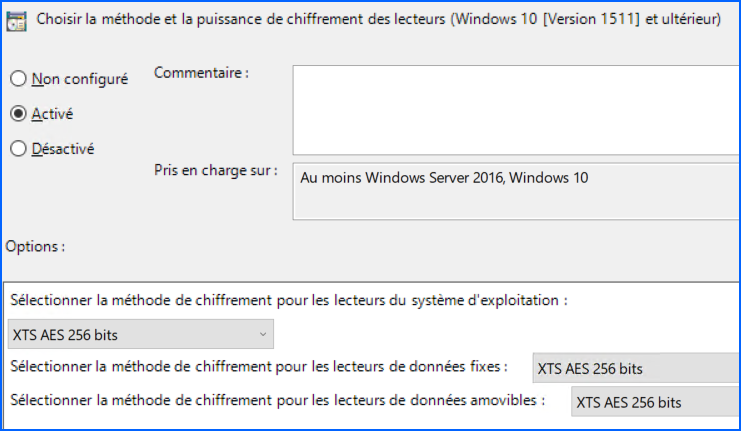 Choisir la méthode et la puissance de chiffrement des lecteurs (Windows 10 [Version 1511] et ultérieur)
Non configuré
Commentaire :
Activé
Désactivé
Pris en charge sur :
Au moins Windows Server 2016, Windows 10
Options :
Sélectionner la méthode de chiffrement pour les lecteurs du système d'exploitation :
XTS AES 256 bits
Sélectionner la méthode de chiffrement pour les lecteurs de données fixes : XTS AES 256 bits
Sélectionner la méthode de chiffrement pour les lecteurs de données amovibles : XTS AES 256 bits